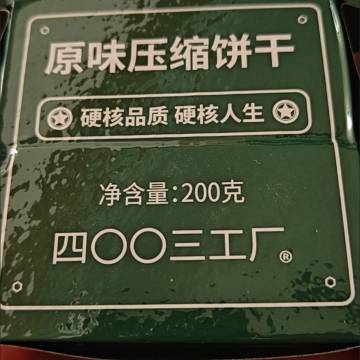 原味压缩饼干
硬核品质 硬核人生
净含量:200克
四〇〇三工厂®